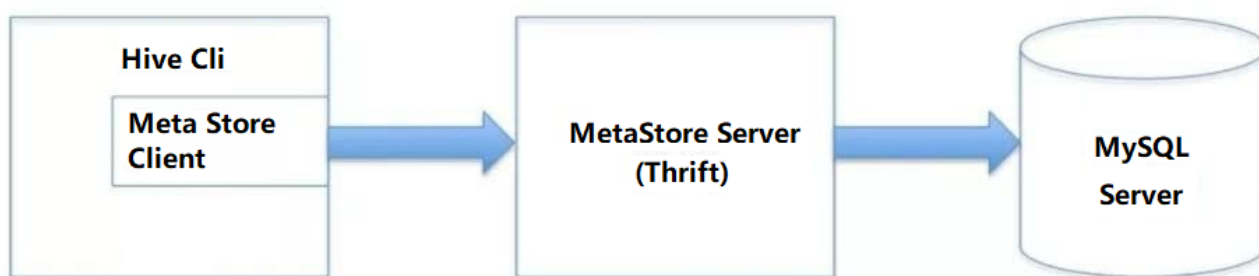 Hive Cli
Meta Store
Client
MetaStore Server
(Thrift)
MySQL
Server